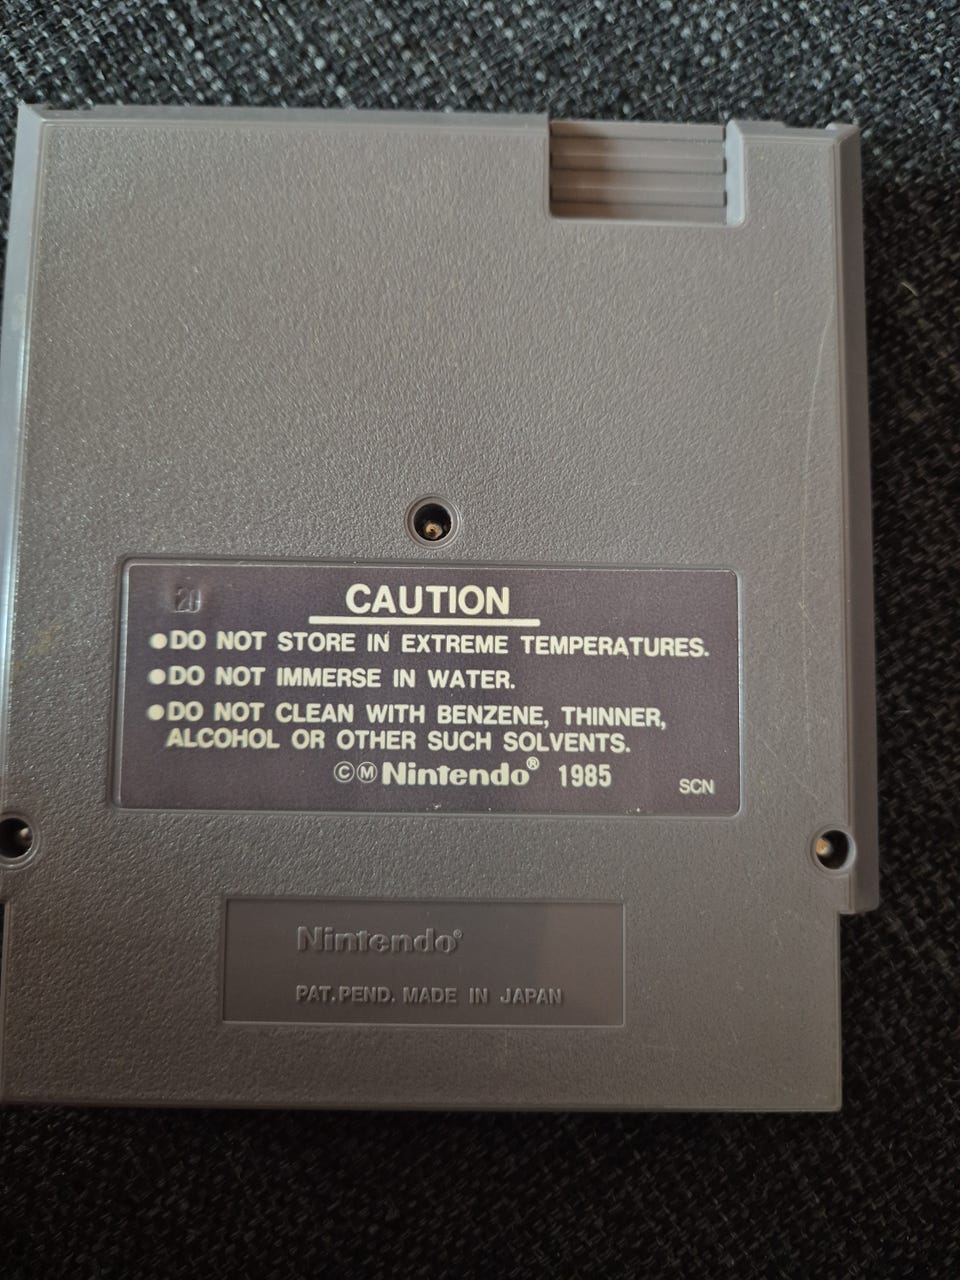 20
CAUTION
●DO NOT STORE IN EXTREME TEMPERATURES.
●DO NOT IMMERSE IN WATER.
●DO NOT CLEAN WITH BENZENE, THINNER,
ALCOHOL OR OTHER SUCH SOLVENTS.
©Ⓜ Nintendo® 1985
SCN
Nintendo®
PAT. PEND. MADE IN JAPAN